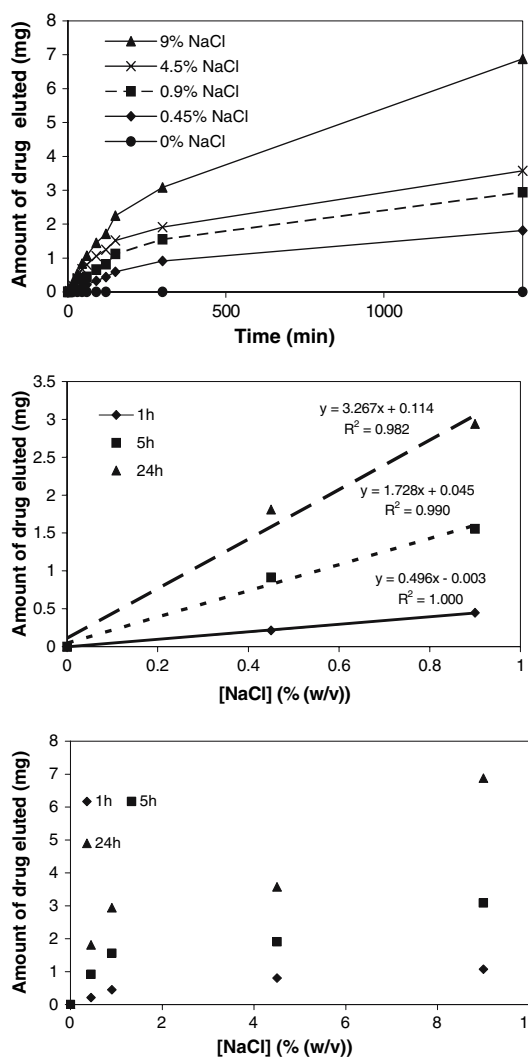 8
7
6
5
4
3
2
1
0
Amount of drug eluted (mg)
9% NaCl
4.5% NaCl
0.9% NaCl
0.45% NaCl
0% NaCl
0 500 1000
Time (min)
3.5
3
2.5
2
1.5
1
0.5
0
Amount of drug eluted (mg)
1h
5h
24h
y = 3.267x + 0.114
R² = 0.982
y = 1.728x + 0.045
R² = 0.990
y = 0.496x - 0.003
R² = 1.000
0 0.2 0.4 0.6 0.8 1
[NaCl] (% (w/v))
8
7
6
5
4
3
2
1
0
Amount of drug eluted (mg)
1h 5h
24h
0 2 4 6 8 10
[NaCl] (% (w/v))